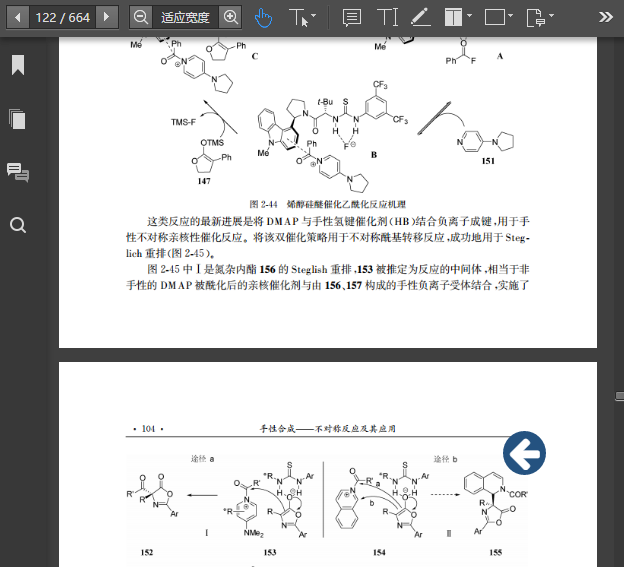 122 / 664
适应宽度
Me
Ph
O
N
Ph
C
N
Me
Ph
F
A
t-Bu
S
CF3
CF3
TMS-F
OTMS
Ph
147
Me
Ph
F
B
N
151
图 2-44 烯醇硅醚催化乙酰化反应机理
这类反应的最新进展是将 DMAP 与手性氢键催化剂(HB)结合负离子成键,用于手
性不对称亲核性催化反应。将该双催化策略用于不对称酰基转移反应,成功地用于 Steg-
lich 重排(图 2-45)。
图 2-45 中 Ⅰ 是氮杂内酯 156 的 Steglish 重排,153 被推定为反应的中间体,相当于非
手性的 DMAP 被酰化后的亲核催化剂与由 156、157 构成的手性负离子受体结合,实施了
· 104 ·
手性合成——不对称反应及其应用
途径 a
途径 b
R'
O
O
R
N
O
Ar
*R
S
Ar
N
N
H
H
O
R'
*R
NMe2
R
N
O
Ar
*R
S
Ar
O
R'
a
b
R
N
O
Ar
N
COR'
R
N
O
O
Ar
Ⅰ
Ⅱ
152
153
154
155